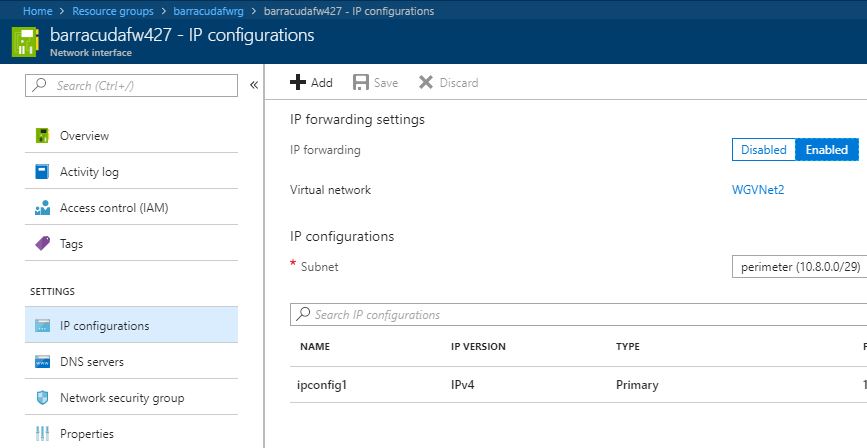 Home > Resource groups > barracudafwrg > barracudafw427 - IP configurations
barracudafw427 - IP configurations
Network interface
Search (Ctrl+/)
Overview
Activity log
Access control (IAM)
Tags
SETTINGS
IP configurations
DNS servers
Network security group
Properties
Add Save Discard
IP forwarding settings
IP forwarding Disabled Enabled
Virtual network WGVNet2
IP configurations
* Subnet perimeter (10.8.0.0/29)
Search IP configurations
NAME IP VERSION TYPE
ipconfig1 IPv4 Primary